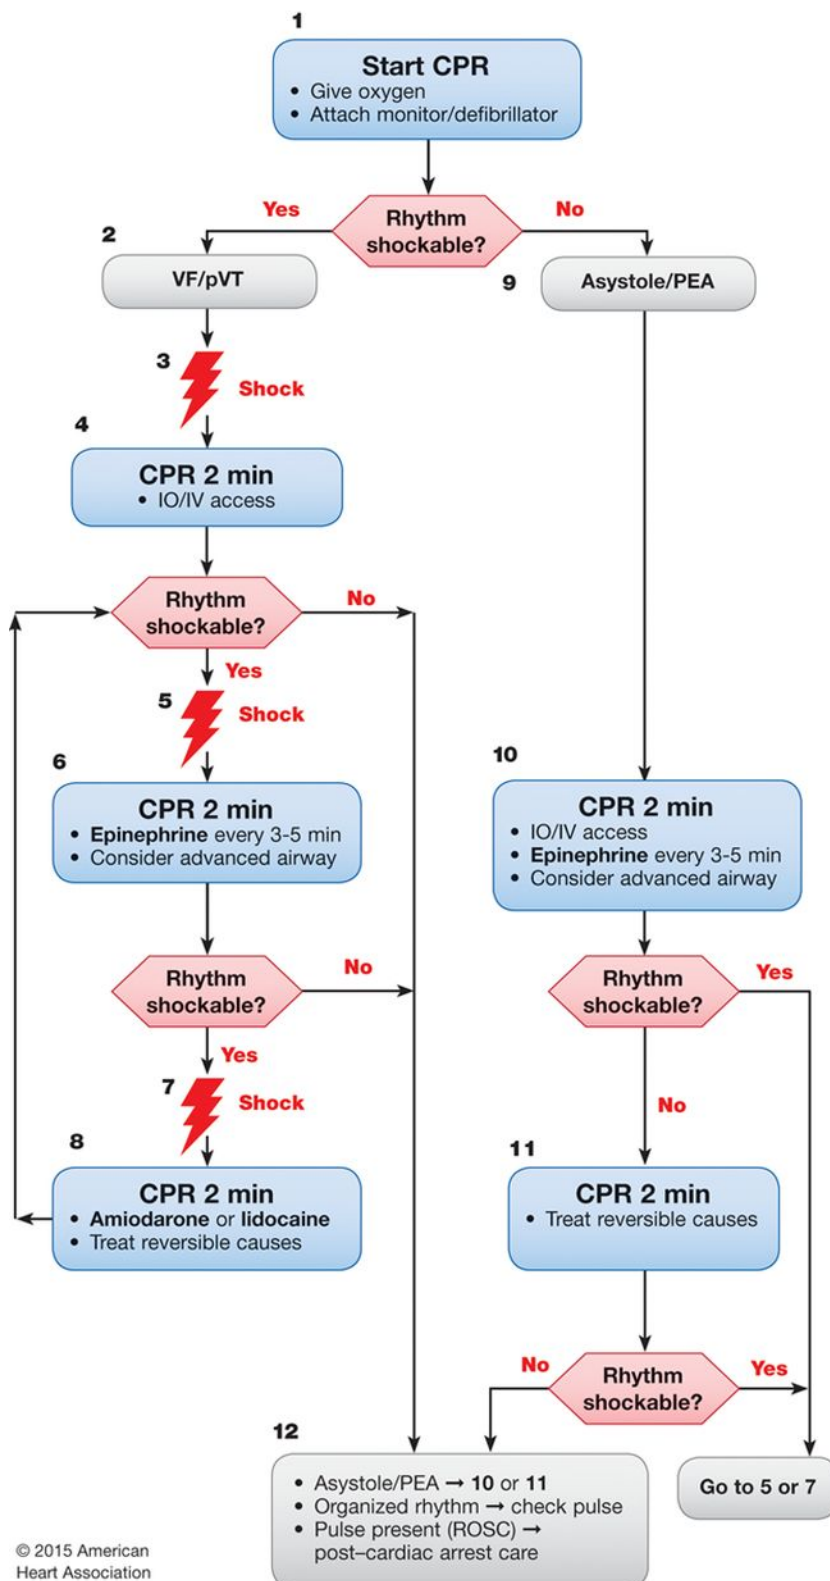 1
Start CPR
• Give oxygen
• Attach monitor/defibrillator
Rhythm
shockable?
Yes
No
2
VF/pVT
9
Asystole/PEA
3
Shock
4
CPR 2 min
• IO/IV access
Rhythm
shockable?
No
Yes
5
Shock
6
CPR 2 min
• Epinephrine every 3-5 min
• Consider advanced airway
Rhythm
shockable?
No
Yes
7
Shock
8
CPR 2 min
• Amiodarone or lidocaine
• Treat reversible causes
10
CPR 2 min
• IO/IV access
• Epinephrine every 3-5 min
• Consider advanced airway
Rhythm
shockable?
Yes
No
11
CPR 2 min
• Treat reversible causes
Rhythm
shockable?
No
Yes
12
• Asystole/PEA → 10 or 11
• Organized rhythm → check pulse
• Pulse present (ROSC) →
post–cardiac arrest care
Go to 5 or 7
© 2015 American
Heart Association